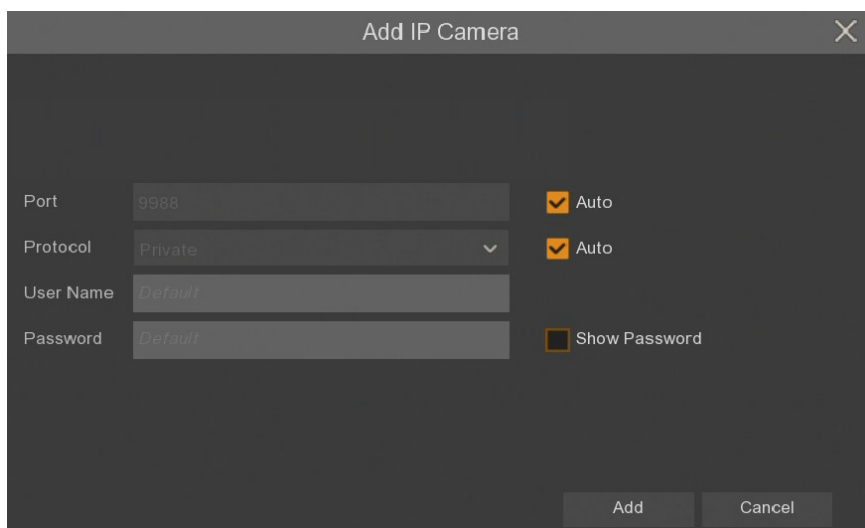 Add IP Camera
Port 9988 Auto
Protocol Private Auto
User Name Default
Password Default Show Password
Add Cancel